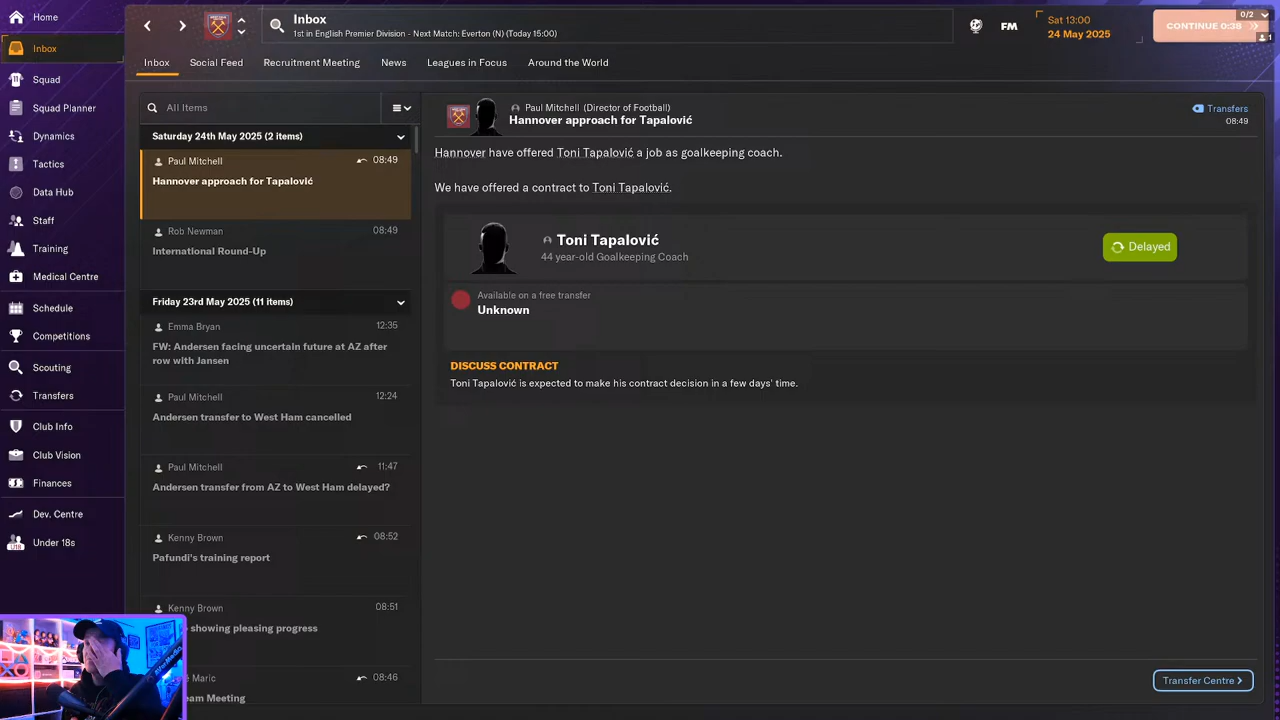 Home
Inbox
Squad
Squad Planner
Dynamics
Tactics
Data Hub
Staff
Training
Medical Centre
Schedule
Competitions
Scouting
Transfers
Club Info
Club Vision
Finances
Dev. Centre
U18
Under 18s
Inbox
1st in English Premier Division - Next Match: Everton (N) (Today 15:00)
FM
Sat 13:00
24 May 2025
CONTINUE 0:38
0/2
1
Inbox
Social Feed
Recruitment Meeting
News
Leagues in Focus
Around the World
All Items
Saturday 24th May 2025 (2 items)
Paul Mitchell
08:49
Hannover approach for Tapalović
Rob Newman
08:49
International Round-Up
Friday 23rd May 2025 (11 items)
Emma Bryan
12:35
FW: Andersen facing uncertain future at AZ after
row with Jansen
Paul Mitchell
12:24
Andersen transfer to West Ham cancelled
Paul Mitchell
11:47
Andersen transfer from AZ to West Ham delayed?
Kenny Brown
08:52
Pafundi's training report
Kenny Brown
08:51
showing pleasing progress
Maric
08:46
eam Meeting
Paul Mitchell (Director of Football)
Hannover approach for Tapalović
Transfers
08:49
Hannover have offered Toni Tapalović a job as goalkeeping coach.
We have offered a contract to Toni Tapalović.
Toni Tapalović
44 year-old Goalkeeping Coach
Delayed
Available on a free transfer
Unknown
DISCUSS CONTRACT
Toni Tapalović is expected to make his contract decision in a few days' time.
Transfer Centre